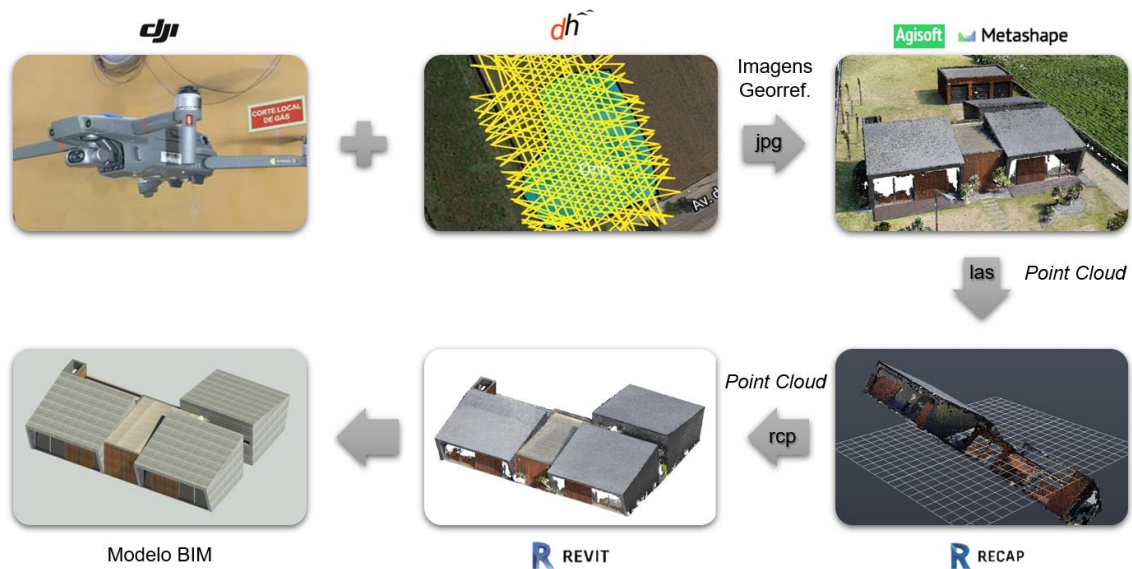 dji
dh
Agisoft Metashape
CORTE LOCAL
DE GÁS
Av. d
Imagens
Georref.
jpg
las
Point Cloud
Point Cloud
rcp
Modelo BIM
R REVIT
R RECAP